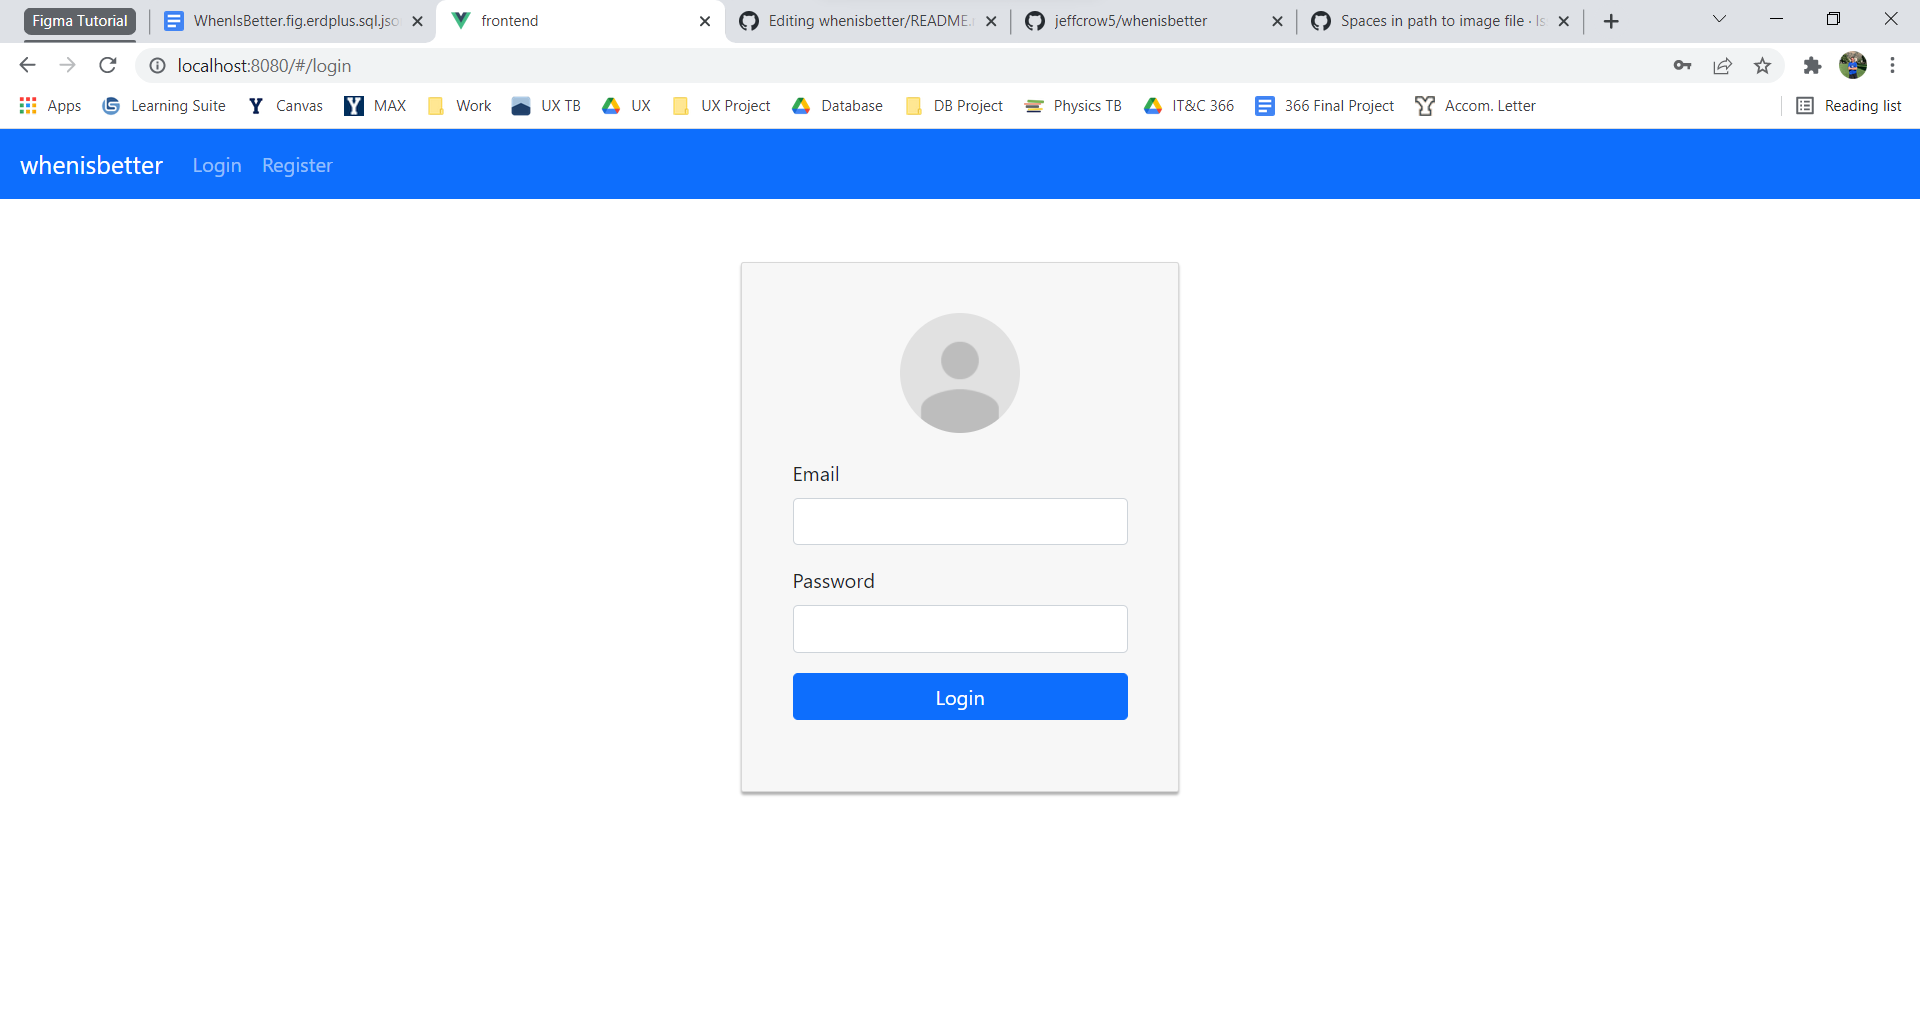 Figma Tutorial WhenIsBetter.fig.erdplus.sql.jso frontend Editing whenisbetter/README. jeffcrow5/whenisbetter Spaces in path to image file · ls
localhost:8080/#/login
Apps Learning Suite Canvas MAX Work UX TB UX UX Project Database DB Project Physics TB IT&C 366 366 Final Project Accom. Letter Reading list
whenisbetter Login Register
Email
Password
Login